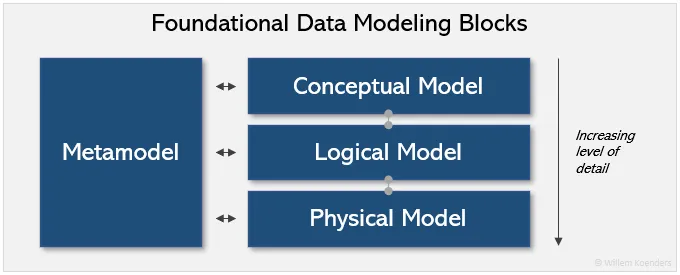 Foundational Data Modeling Blocks
Metamodel
Conceptual Model
Logical Model
Physical Model
Increasing
level of
detail
© Willem Koenders